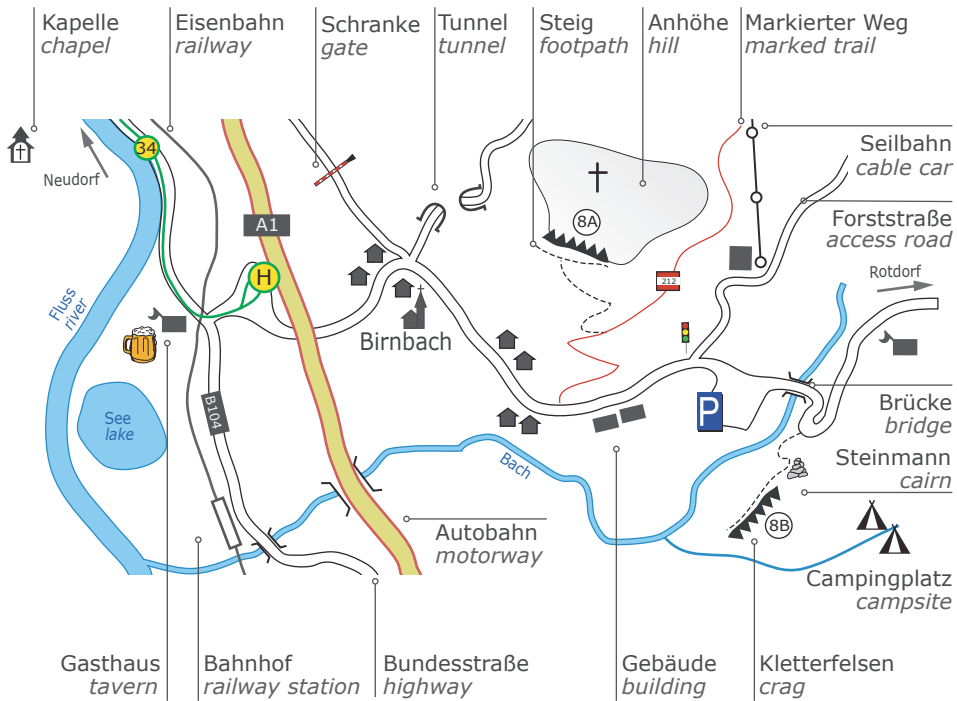 Kapelle
chapel
Eisenbahn
railway
Schranke
gate
Tunnel
tunnel
Steig
footpath
Anhöhe
hill
Markierter Weg
marked trail
Seilbahn
cable car
Forststraße
access road
34
Neudorf
A1
8A
H
212
Rotdorf
Fluss
river
Birnbach
B104
P
See
lake
Bach
Brücke
bridge
Steinmann
cairn
8B
Autobahn
motorway
Campingplatz
campsite
Gasthaus
tavern
Bahnhof
railway station
Bundesstraße
highway
Gebäude
building
Kletterfelsen
crag